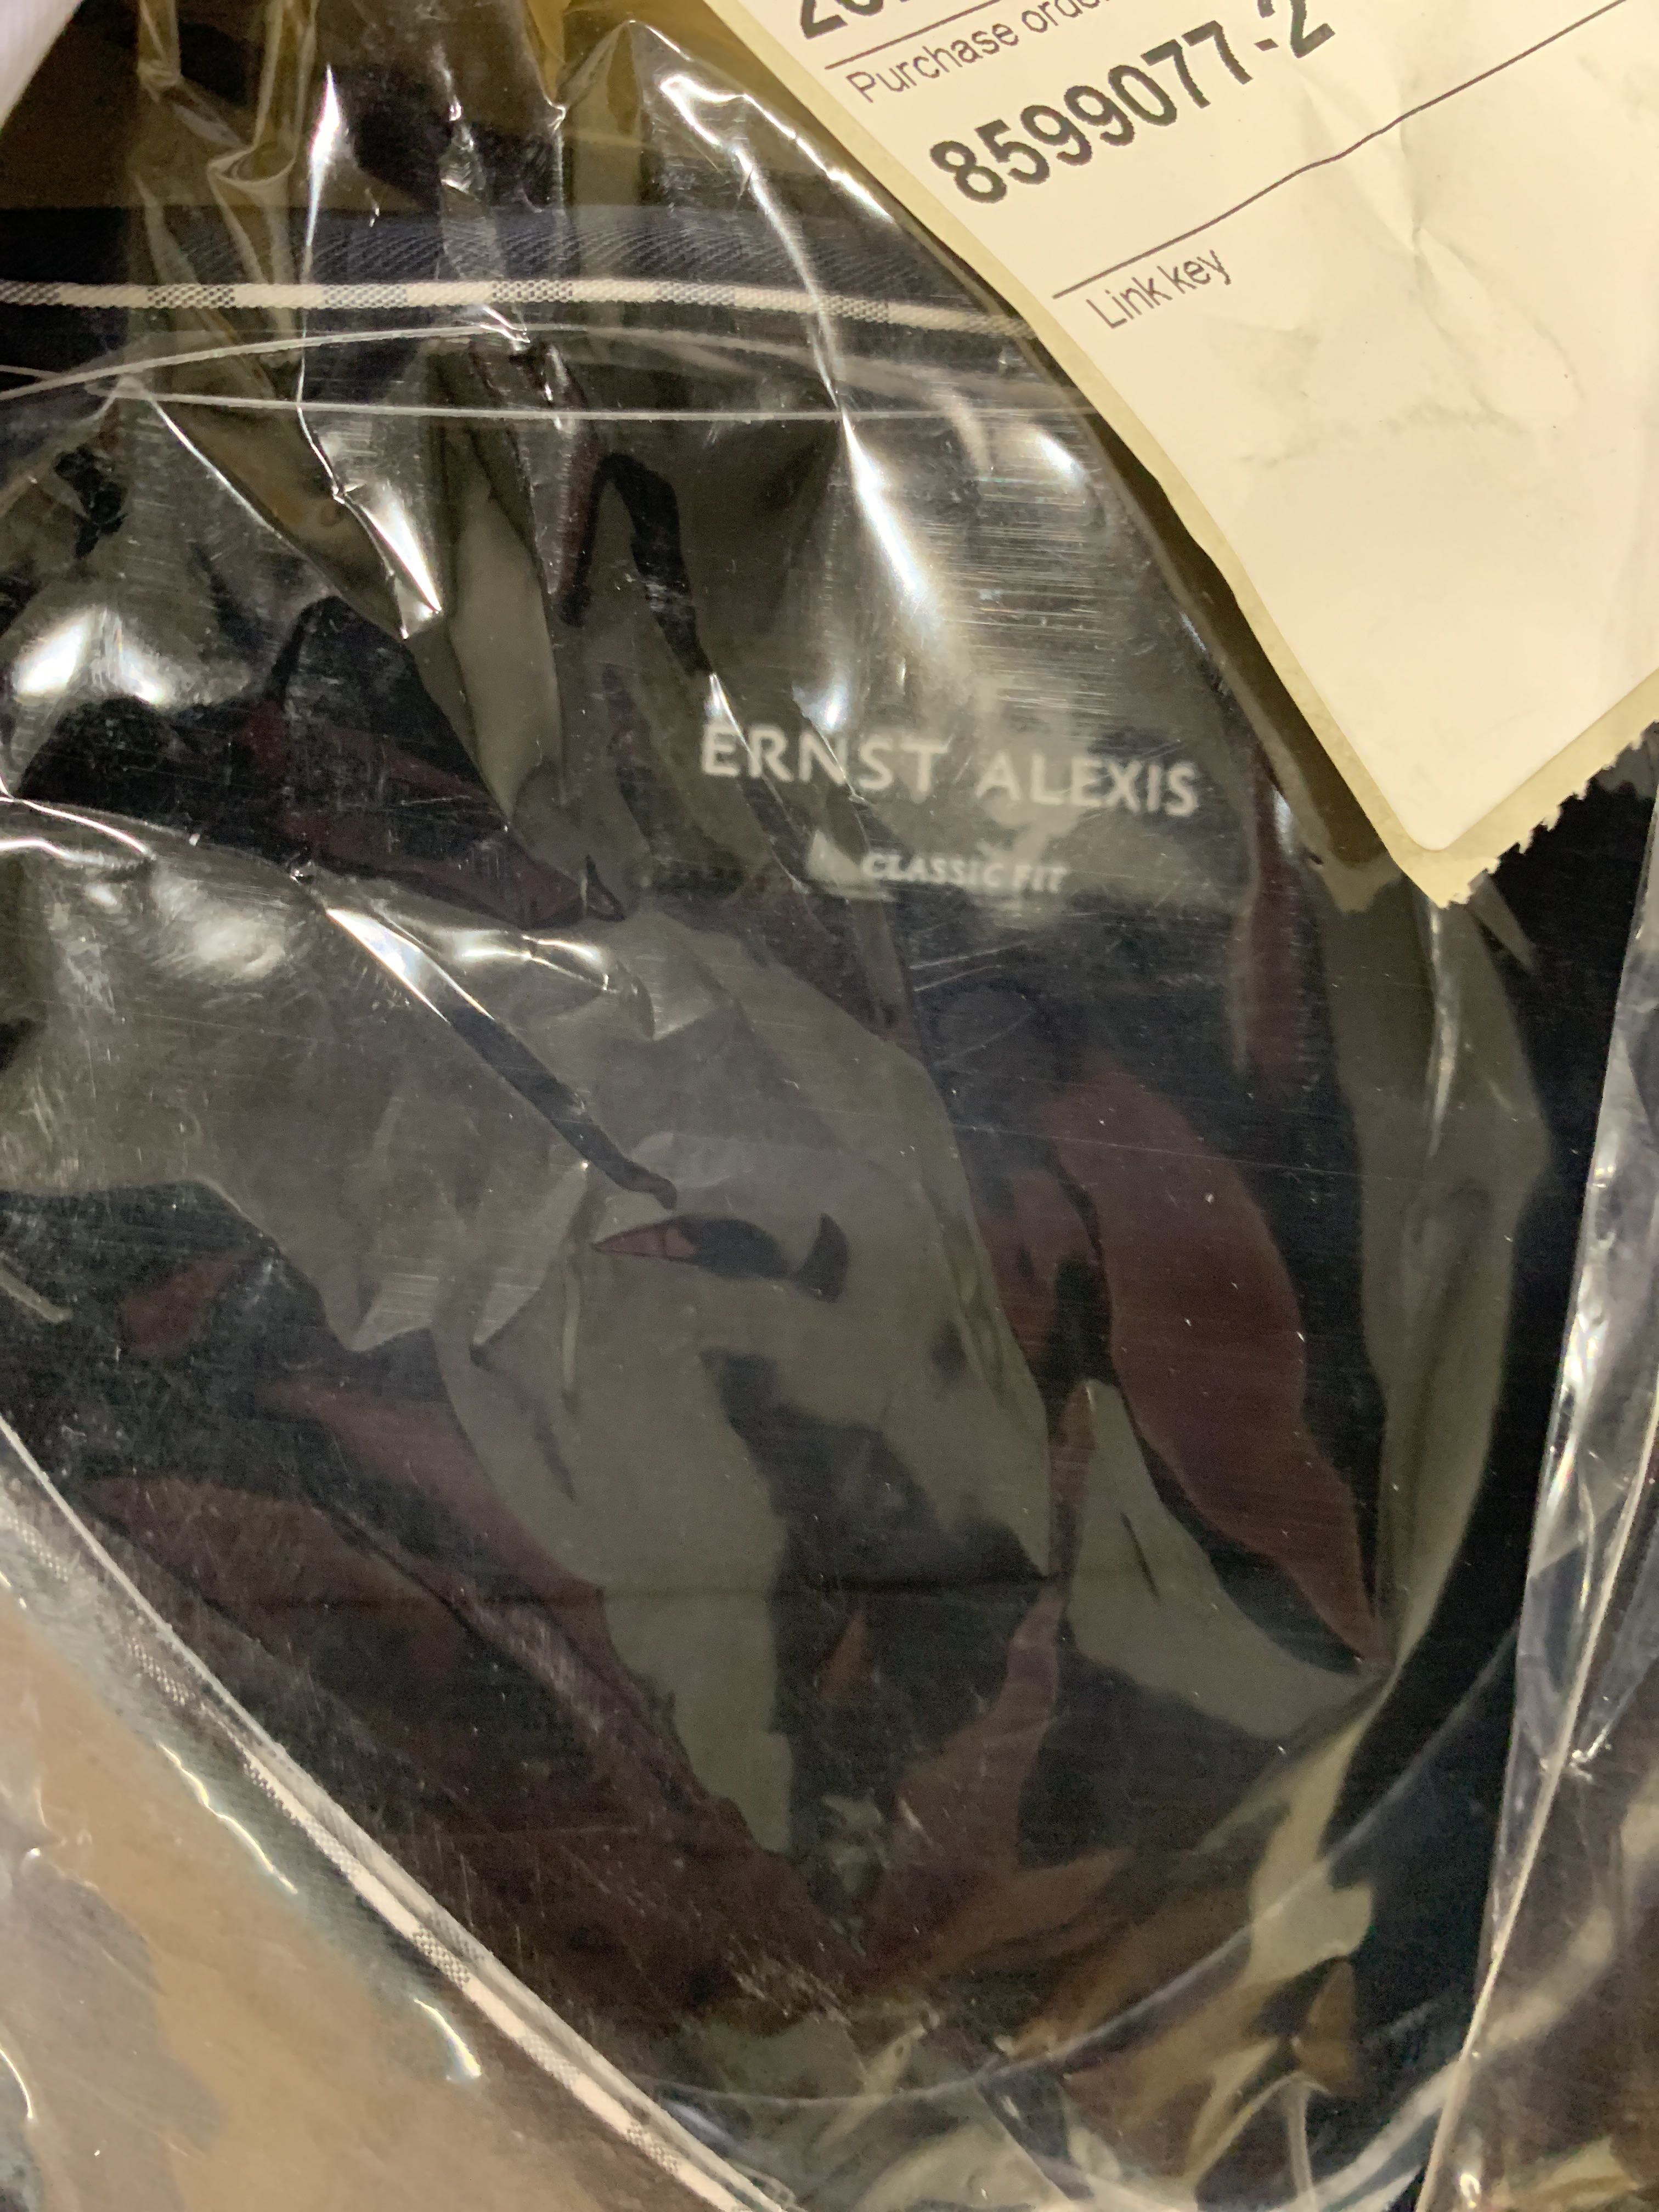 Purchase order
8599077-2
Link key
ERNST ALEXIS
CLASSIC FIT